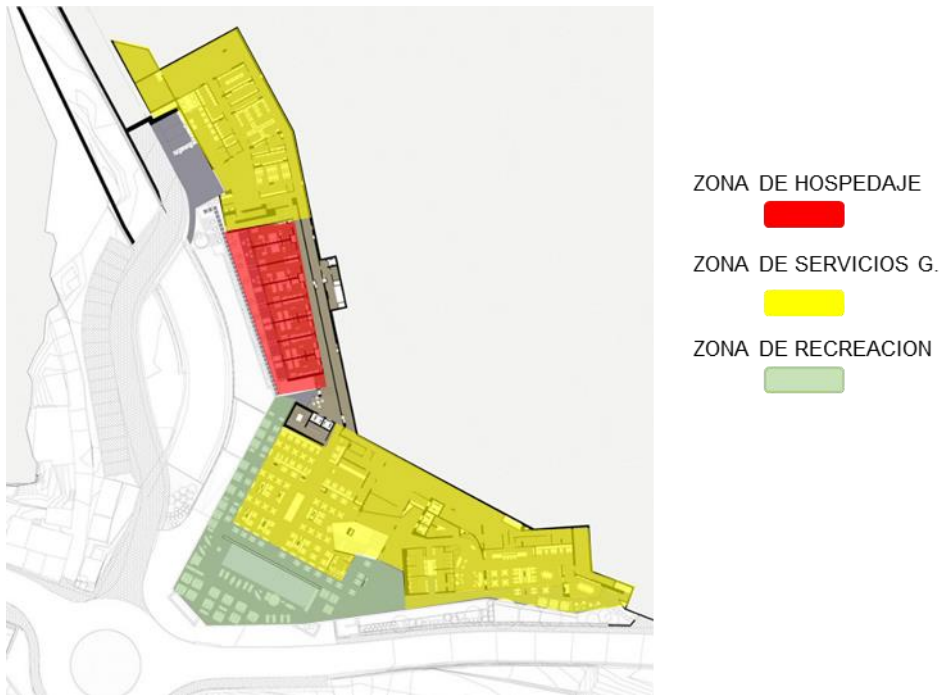 ZONA DE HOSPEDAJE
ZONA DE SERVICIOS G.
ZONA DE RECREACION